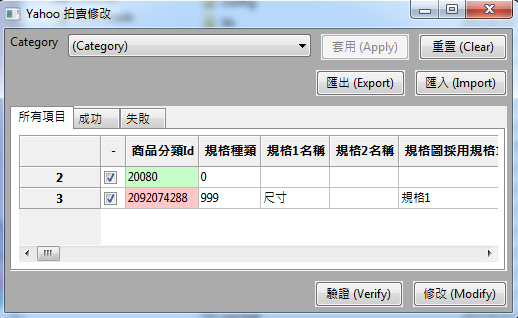 Yahoo 拍賣修改
Category (Category) 套用 (Apply) 重置 (Clear)
匯出 (Export) 匯入 (Import)
所有項目 成功 失敗
- 商品分類Id 規格種類 規格1名稱 規格2名稱 規格圖採用規格1
2 20080 0
3 2092074288 999 尺寸 規格1
驗證 (Verify) 修改 (Modify)